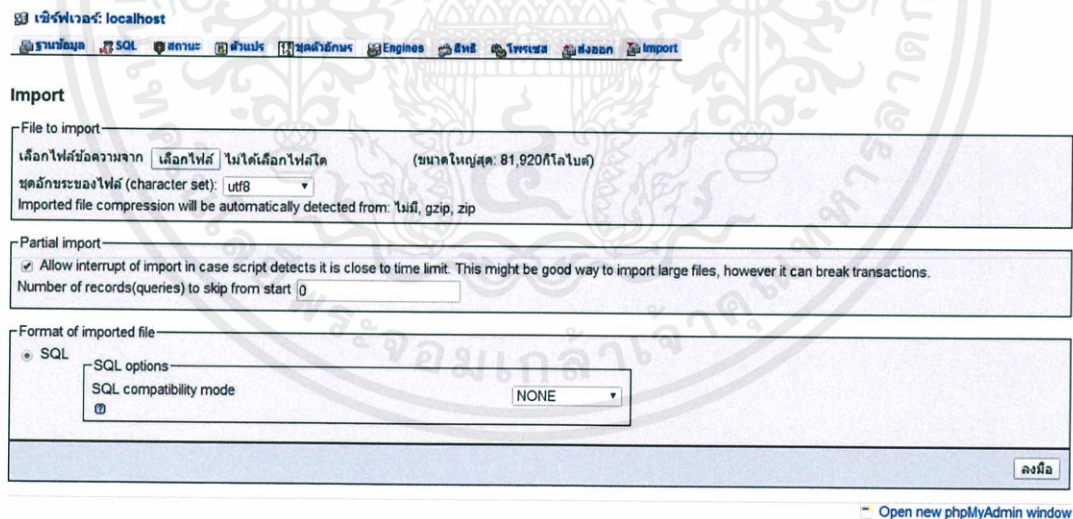 เซิร์ฟเวอร์: localhost
ฐานข้อมูล SQL สถานะ ตัวแปร ชุดตัวอักษร Engines สิทธิ โพรเซส ส่งออก Import
Import
File to import
เลือกไฟล์ข้อความจาก เลือกไฟล์ ไม่ได้เลือกไฟล์ใด (ขนาดใหญ่สุด: 81,920กิโลไบต์)
ชุดอักขระของไฟล์ (character set): utf8
Imported file compression will be automatically detected from: ไม่มี, gzip, zip
Partial import
Allow interrupt of import in case script detects it is close to time limit. This might be good way to import large files, however it can break transactions.
Number of records(queries) to skip from start 0
Format of imported file
SQL
SQL options
SQL compatibility mode NONE
ลงมือ
Open new phpMyAdmin window